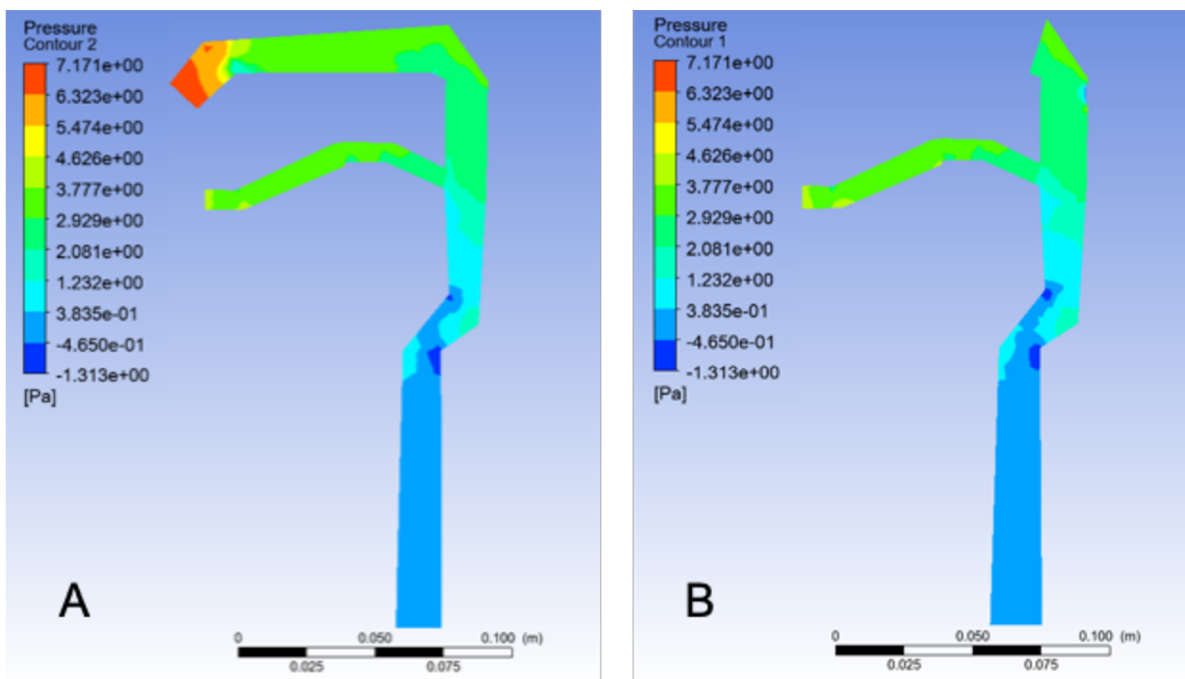 Pressure
Contour 2
7.171e+00
6.323e+00
5.474e+00
4.626e+00
3.777e+00
2.929e+00
2.081e+00
1.232e+00
3.835e-01
-4.650e-01
-1.313e+00
[Pa]
A
0 0.050 0.100 (m)
0.025 0.075
Pressure
Contour 1
7.171e+00
6.323e+00
5.474e+00
4.626e+00
3.777e+00
2.929e+00
2.081e+00
1.232e+00
3.835e-01
-4.650e-01
-1.313e+00
[Pa]
B
0 0.050 0.100 (m)
0.025 0.075